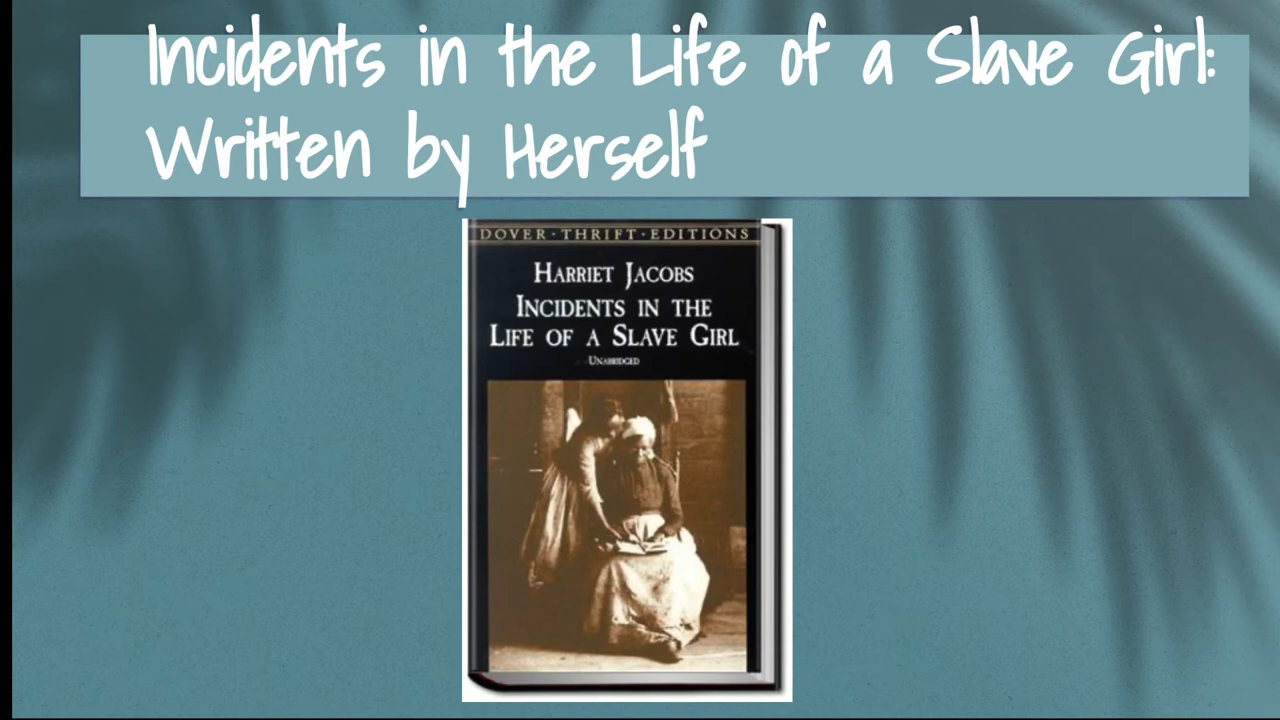 Incidents in the Life of a Slave Girl:
Written by Herself
DOVER · THRIFT · EDITIONS
HARRIET JACOBS
INCIDENTS IN THE
LIFE OF A SLAVE GIRL
UNABRIDGED